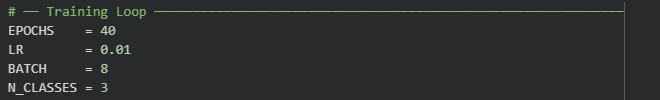 # ── Training Loop ──────────────────────────────────────────────────────────
EPOCHS    = 40
LR        = 0.01
BATCH     = 8
N_CLASSES = 3